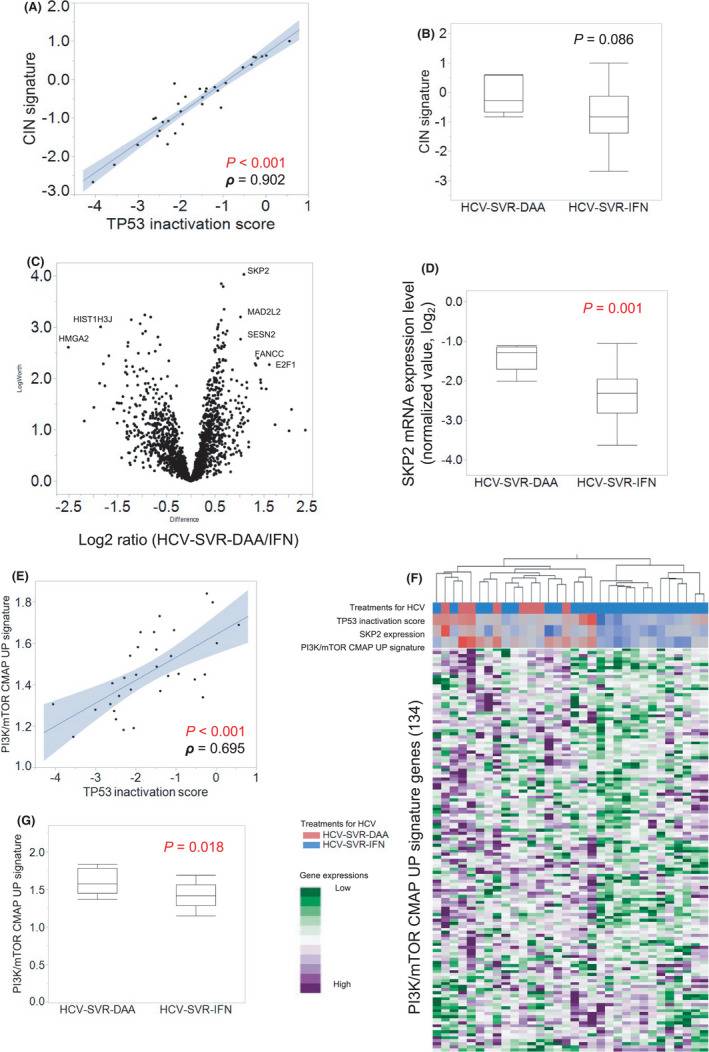 (A)
CIN signature
2.0
1.0
0.0
-1.0
-2.0
-3.0
P < 0.001
ρ = 0.902
-4 -3 -2 -1 0 1
TP53 inactivation score
(B)
CIN signature
2
1
0
-1
-2
-3
P = 0.086
HCV-SVR-DAA HCV-SVR-IFN
(C)
LogWorth
4.0
3.0
2.0
1.0
0.0
SKP2
MAD2L2
HIST1H3J
SESN2
HMGA2
FANCC
E2F1
-2.5 -1.5 -0.5 0.5 1.5 2.5
Difference
Log2 ratio (HCV-SVR-DAA/IFN)
(D)
SKP2 mRNA expression level
(normalized value, log2)
0.0
-1.0
-2.0
-3.0
-4.0
P = 0.001
HCV-SVR-DAA HCV-SVR-IFN
(E)
PI3K/mTOR CMAP UP signature
1.8
1.6
1.4
1.2
1.0
P < 0.001
ρ = 0.695
-4 -3 -2 -1 0 1
TP53 inactivation score
(F)
Treatments for HCV
TP53 inactivation score
SKP2 expression
PI3K/mTOR CMAP UP signature
PI3K/mTOR CMAP UP signature genes (134)
(G)
PI3K/mTOR CMAP UP signature
2.0
1.5
1.0
0.5
0.0
P = 0.018
HCV-SVR-DAA HCV-SVR-IFN
Treatments for HCV
HCV-SVR-DAA
HCV-SVR-IFN
Gene expressions
Low
High